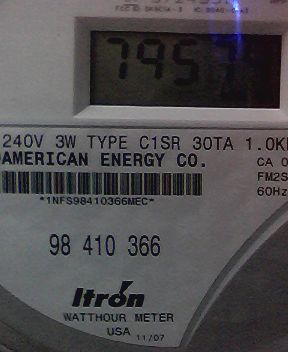 7957
240V 3W TYPE C1SR 30TA 1.0K
AMERICAN ENERGY CO.
CA 0
FM2S
60Hz
*1NFS98410366MEC*
98 410 366
Itron
WATTHOUR METER
USA 11/07